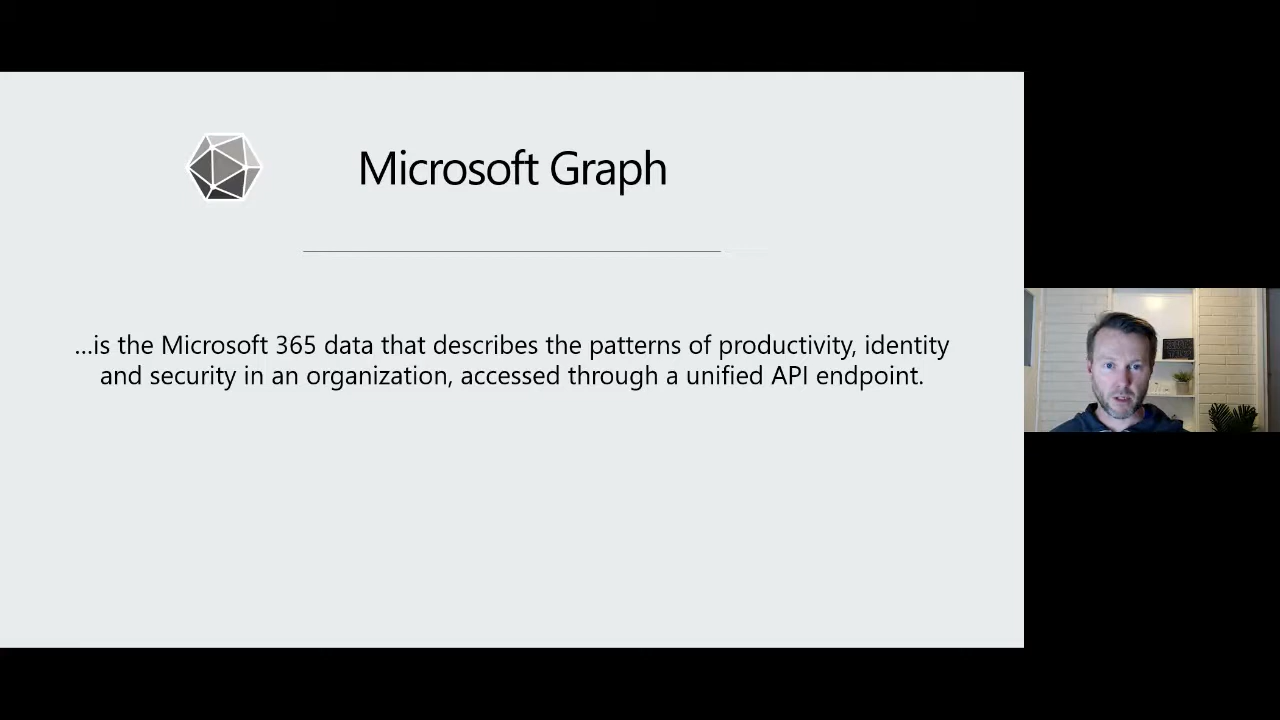 Microsoft Graph
...is the Microsoft 365 data that describes the patterns of productivity, identity
and security in an organization, accessed through a unified API endpoint.